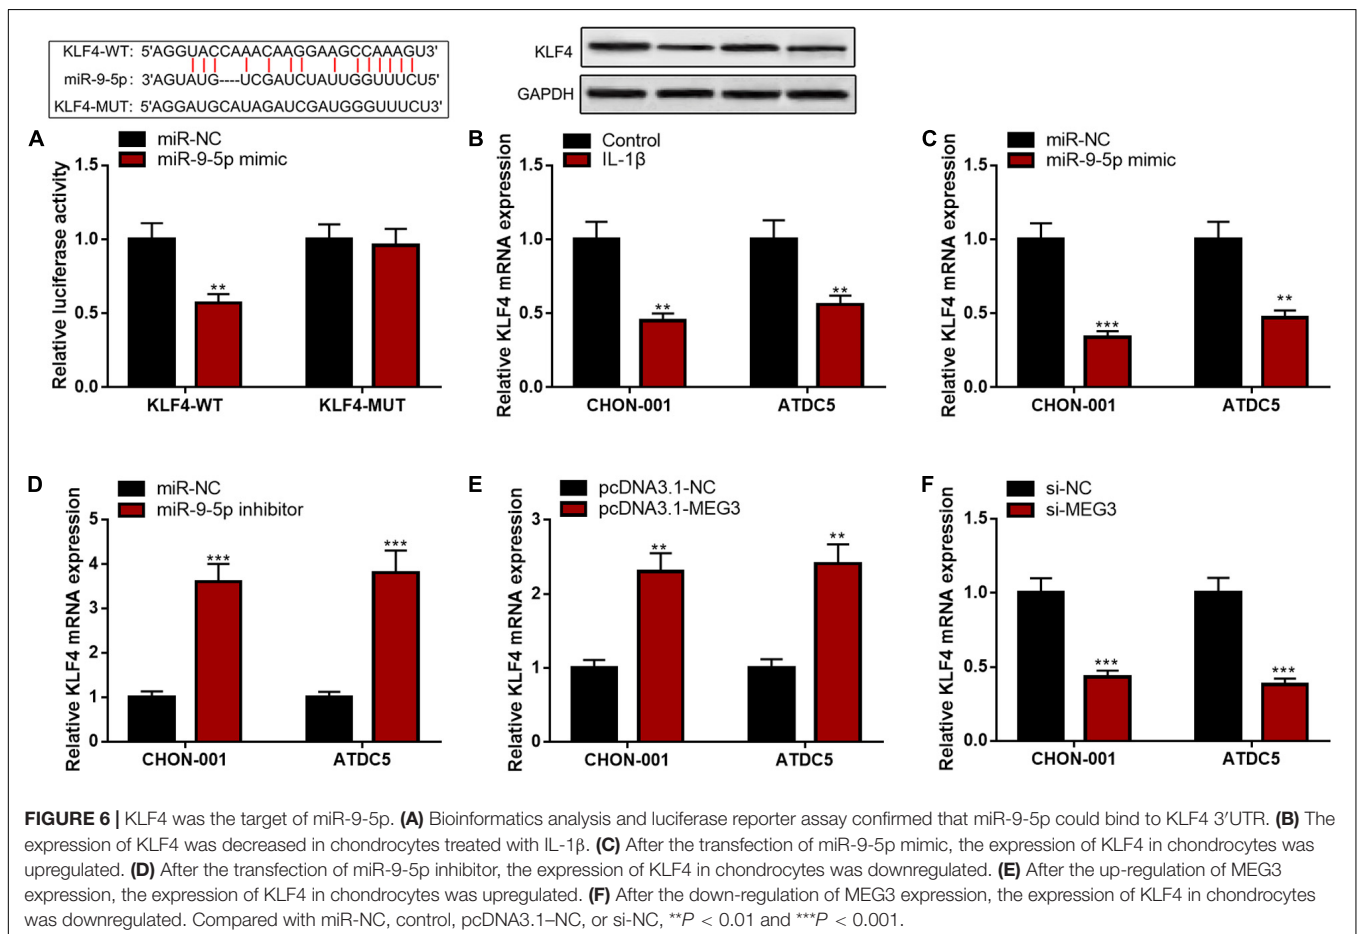 KLF4-WT: 5'AGGUACCAAACAAGGAAGCCAAAGU3'
miR-9-5p: 3'AGUAUG----UCGAUCUAUUGGUUUCU5'
KLF4-MUT: 5'AGGAUGCAUAGAUCGAUGGGUUUCU3'
KLF4
GAPDH
A
miR-NC
miR-9-5p mimic
Relative luciferase activity
1.5
1.0
0.5
0.0
**
KLF4-WT
KLF4-MUT
B
Control
IL-1β
Relative KLF4 mRNA expression
1.5
1.0
0.5
0.0
**
**
CHON-001
ATDC5
C
miR-NC
miR-9-5p mimic
Relative KLF4 mRNA expression
1.5
1.0
0.5
0.0
***
**
CHON-001
ATDC5
D
miR-NC
miR-9-5p inhibitor
Relative KLF4 mRNA expression
5
4
3
2
1
0
***
***
CHON-001
ATDC5
E
pcDNA3.1-NC
pcDNA3.1-MEG3
Relative KLF4 mRNA expression
3
2
1
0
**
**
CHON-001
ATDC5
F
si-NC
si-MEG3
Relative KLF4 mRNA expression
1.5
1.0
0.5
0.0
***
***
CHON-001
ATDC5
FIGURE 6 | KLF4 was the target of miR-9-5p. (A) Bioinformatics analysis and luciferase reporter assay confirmed that miR-9-5p could bind to KLF4 3′UTR. (B) The
expression of KLF4 was decreased in chondrocytes treated with IL-1β. (C) After the transfection of miR-9-5p mimic, the expression of KLF4 in chondrocytes was
upregulated. (D) After the transfection of miR-9-5p inhibitor, the expression of KLF4 in chondrocytes was downregulated. (E) After the up-regulation of MEG3
expression, the expression of KLF4 in chondrocytes was upregulated. (F) After the down-regulation of MEG3 expression, the expression of KLF4 in chondrocytes
was downregulated. Compared with miR-NC, control, pcDNA3.1–NC, or si-NC, **P < 0.01 and ***P < 0.001.